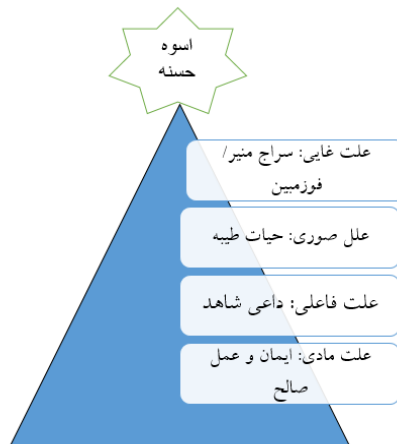 اسوه
حسنه
علت غایی: سراج منیر/
فوزمبین
علل صوری: حیات طیبه
علت فاعلی: داعی شاهد
علت مادی: ایمان و عمل
صالح